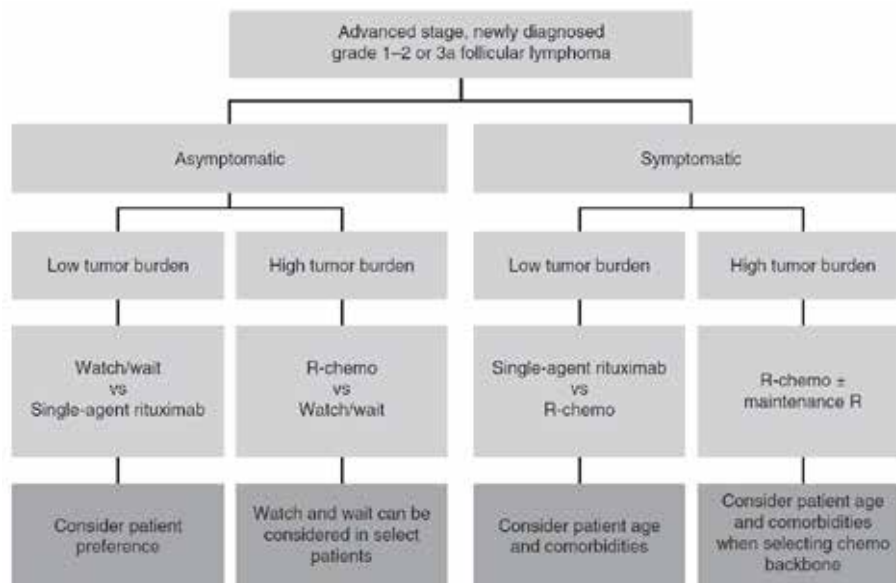 Advanced stage, newly diagnosed
grade 1–2 or 3a follicular lymphoma
Asymptomatic
Symptomatic
Low tumor burden
High tumor burden
Low tumor burden
High tumor burden
Watch/wait
vs
Single-agent rituximab
R-chemo
vs
Watch/wait
Single-agent rituximab
vs
R-chemo
R-chemo ±
maintenance R
Consider patient
preference
Watch and wait can be
considered in select
patients
Consider patient age
and comorbidities
Consider patient age
and comorbidities
when selecting chemo
backbone